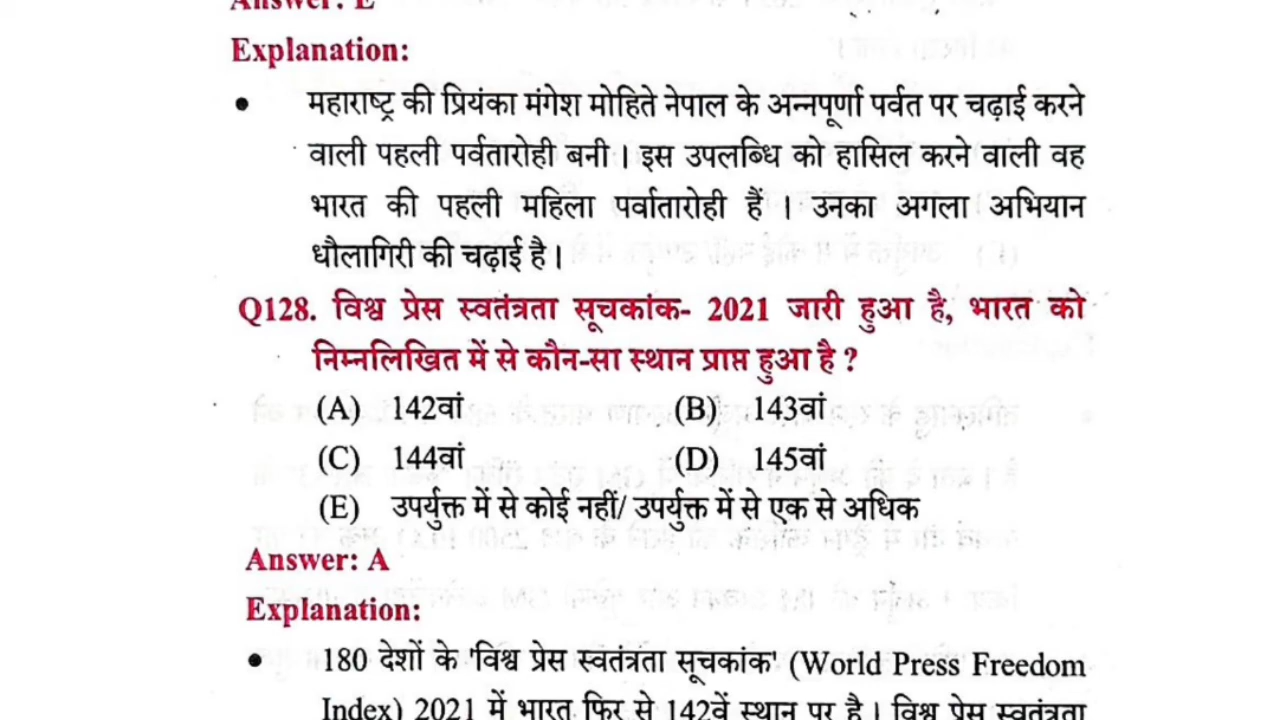 Answer: E
Explanation:
● महाराष्ट्र की प्रियंका मंगेश मोहिते नेपाल के अन्नपूर्णा पर्वत पर चढ़ाई करने
वाली पहली पर्वतारोही बनी। इस उपलब्धि को हासिल करने वाली वह
भारत की पहली महिला पर्वातारोही हैं। उनका अगला अभियान
धौलागिरी की चढ़ाई है।
Q128. विश्व प्रेस स्वतंत्रता सूचकांक- 2021 जारी हुआ है, भारत को
निम्नलिखित में से कौन-सा स्थान प्राप्त हुआ है ?
(A) 142वां (B) 143वां
(C) 144वां (D) 145वां
(E) उपर्युक्त में से कोई नहीं/ उपर्युक्त में से एक से अधिक
Answer: A
Explanation:
● 180 देशों के 'विश्व प्रेस स्वतंत्रता सूचकांक' (World Press Freedom
Index) 2021 में भारत फिर से 142वें स्थान पर है। विश्व प्रेस स्वतंत्रता